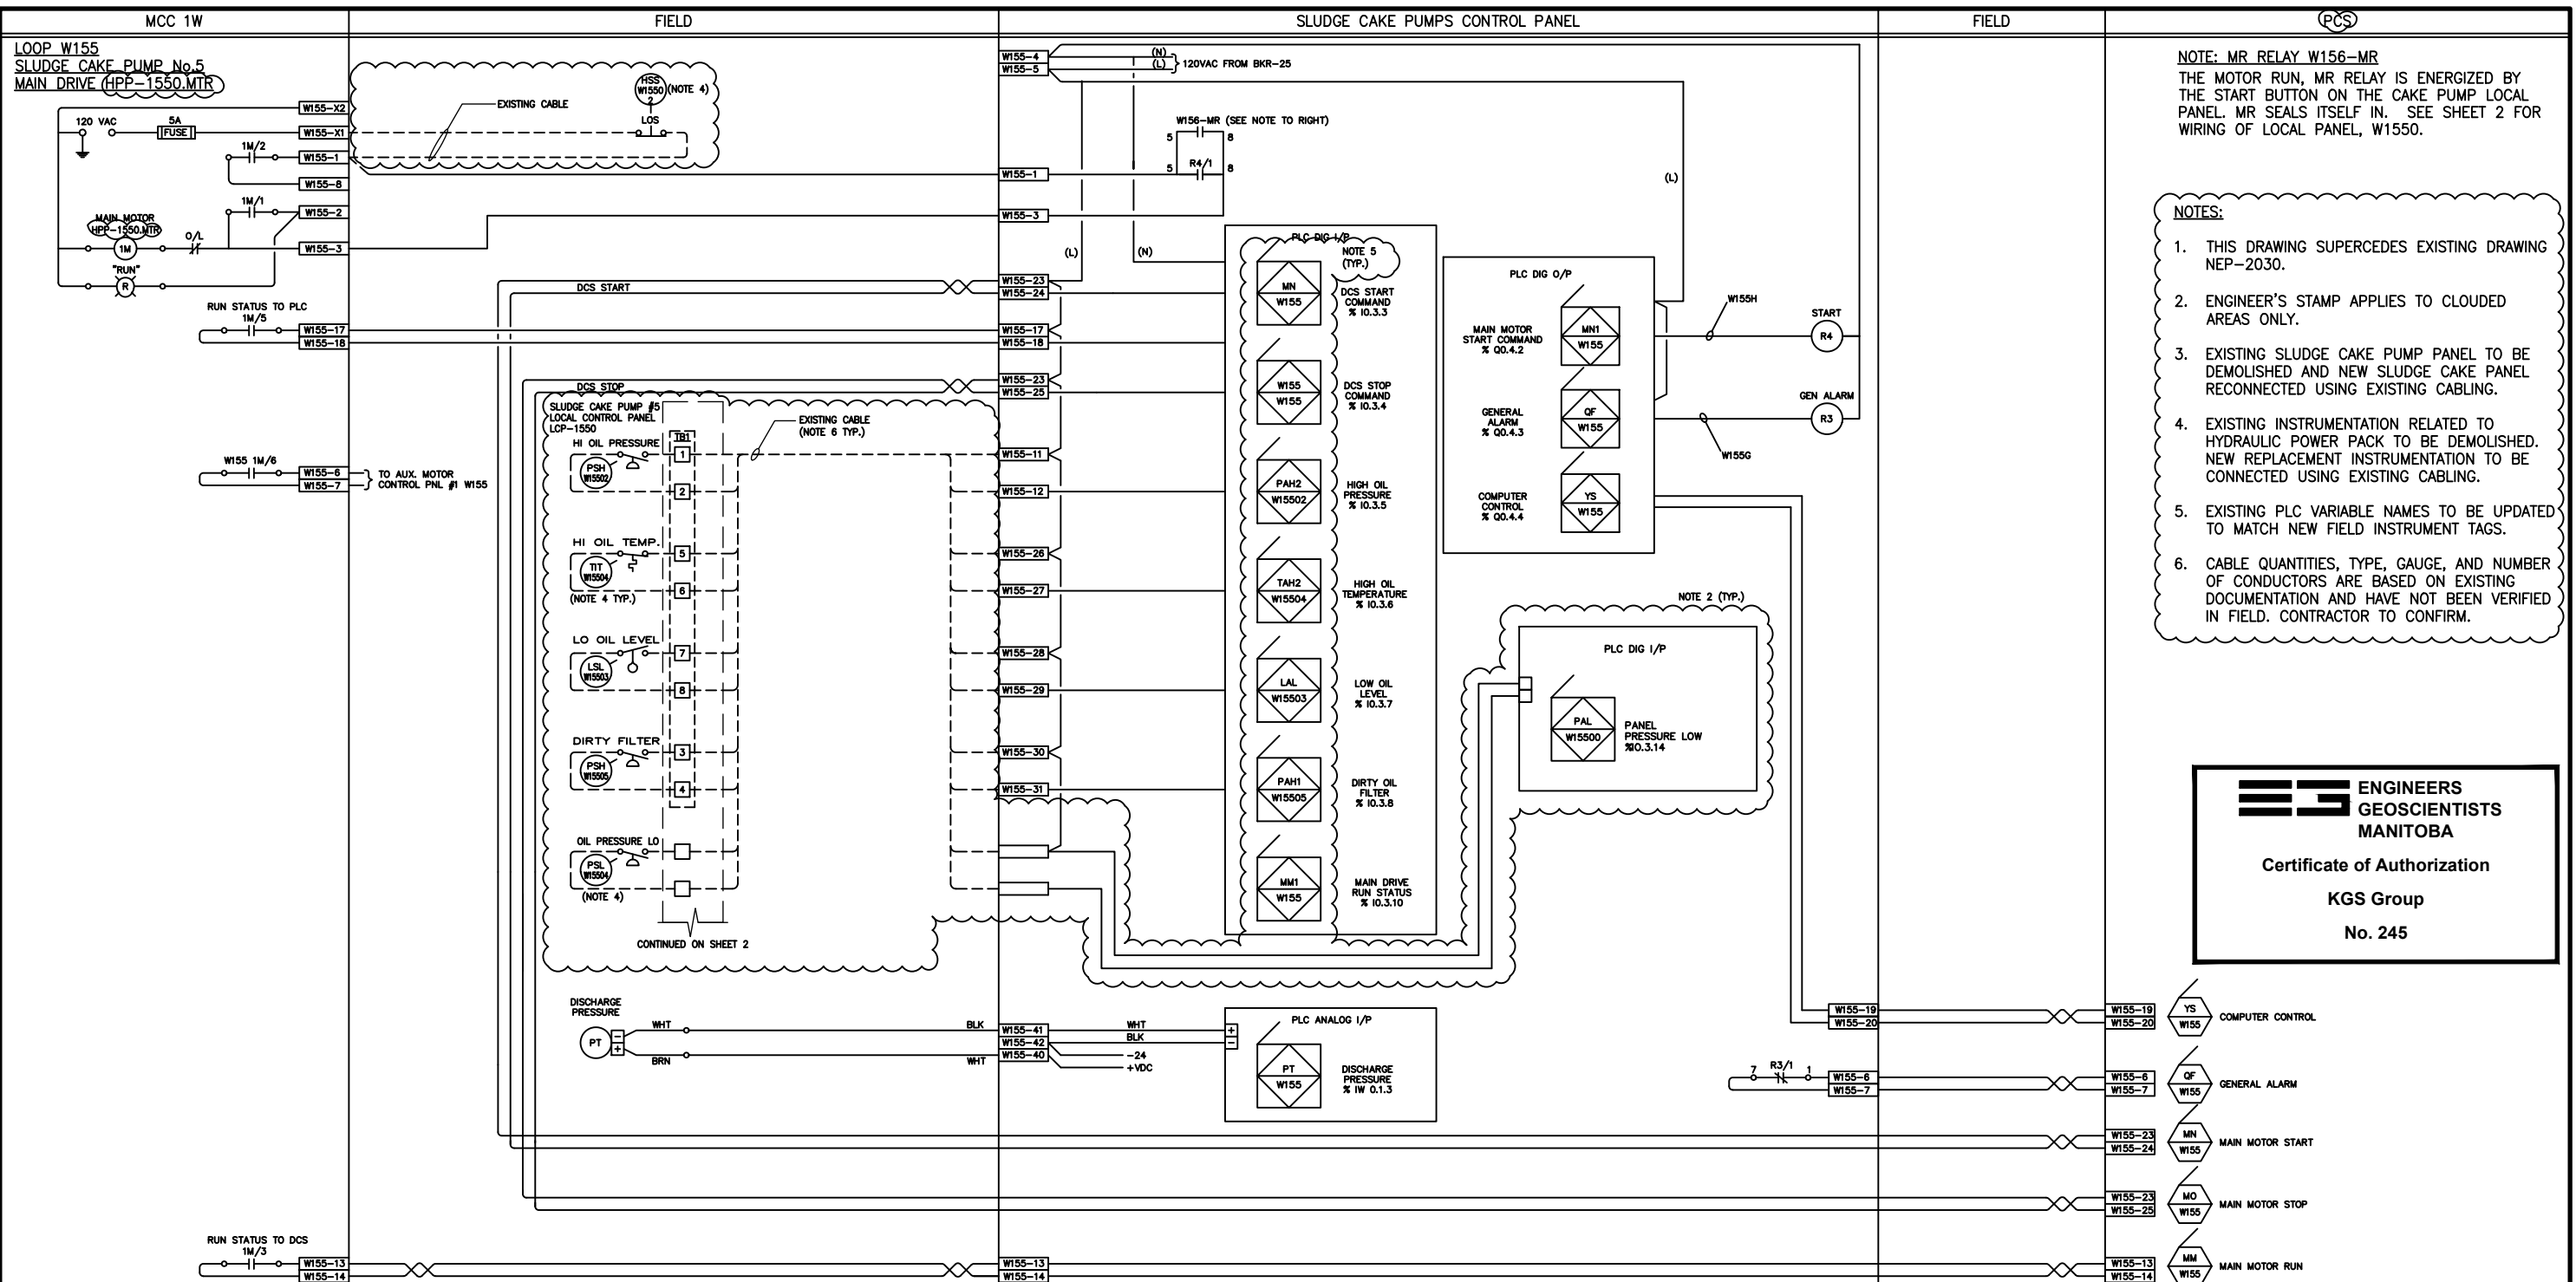 MCC 1W
FIELD
SLUDGE CAKE PUMPS CONTROL PANEL
FIELD
PCS
LOOP W155
SLUDGE CAKE PUMP No.5
MAIN DRIVE HPP-1550.MTR
W155-X2
120 VAC
5A
FUSE
W155-X1
1M/2
W155-1
W155-8
1M/1
W155-2
MAIN MOTOR
HPP-1550.MTR
1M
O/L
W155-3
"RUN"
R
RUN STATUS TO PLC
1M/5
W155-17
W155-18
W155 1M/6
W155-6
W155-7
TO AUX. MOTOR
CONTROL PNL #1 W155
RUN STATUS TO DCS
1M/3
W155-13
W155-14
EXISTING CABLE
HSS
W1550
2
(NOTE 4)
LOS
DCS START
DCS STOP
SLUDGE CAKE PUMP #5
LOCAL CONTROL PANEL
LCP-1550
TB1
EXISTING CABLE
(NOTE 6 TYP.)
HI OIL PRESSURE
PSH
W15502
1
2
HI OIL TEMP.
TIT
W15504
(NOTE 4 TYP.)
5
6
LO OIL LEVEL
LSL
W15503
7
8
DIRTY FILTER
PSH
W15505
3
4
OIL PRESSURE LO
PSL
W15504
(NOTE 4)
CONTINUED ON SHEET 2
DISCHARGE
PRESSURE
PT
-
+
WHT
BRN
BLK
WHT
W155-4
W155-5
(N)
(L)
120VAC FROM BKR-25
W156-MR (SEE NOTE TO RIGHT)
5
8
R4/1
5
8
W155-1
W155-3
(L)
(N)
(L)
W155-23
W155-24
W155-17
W155-18
W155-23
W155-25
W155-11
W155-12
W155-26
W155-27
W155-28
W155-29
W155-30
W155-31
W155-41
W155-42
W155-40
WHT
BLK
-24
+VDC
W155-13
W155-14
PLC DIG I/P
NOTE 5
(TYP.)
MN
W155
DCS START
COMMAND
% I0.3.3
W155
W155
DCS STOP
COMMAND
% I0.3.4
PAH2
W15502
HIGH OIL
PRESSURE
% I0.3.5
TAH2
W15504
HIGH OIL
TEMPERATURE
% I0.3.6
LAL
W15503
LOW OIL
LEVEL
% I0.3.7
PAH1
W15505
DIRTY OIL
FILTER
% I0.3.8
MM1
W155
MAIN DRIVE
RUN STATUS
% I0.3.10
PLC ANALOG I/P
+
-
PT
W155
DISCHARGE
PRESSURE
% IW 0.1.3
PLC DIG O/P
MAIN MOTOR
START COMMAND
% Q0.4.2
MN1
W155
GENERAL
ALARM
% Q0.4.3
QF
W155
COMPUTER
CONTROL
% Q0.4.4
YS
W155
W155H
START
R4
GEN ALARM
R3
W155G
NOTE 2 (TYP.)
PLC DIG I/P
PAL
W15500
PANEL
PRESSURE LOW
%I0.3.14
W155-19
W155-20
7
R3/1
1
W155-6
W155-7
W155-19
W155-20
YS
W155
COMPUTER CONTROL
W155-6
W155-7
QF
W155
GENERAL ALARM
W155-23
W155-24
MN
W155
MAIN MOTOR START
W155-23
W155-25
MO
W155
MAIN MOTOR STOP
W155-13
W155-14
MM
W155
MAIN MOTOR RUN
NOTE: MR RELAY W156-MR
THE MOTOR RUN, MR RELAY IS ENERGIZED BY
THE START BUTTON ON THE CAKE PUMP LOCAL
PANEL. MR SEALS ITSELF IN. SEE SHEET 2 FOR
WIRING OF LOCAL PANEL, W1550.
NOTES:
1. THIS DRAWING SUPERCEDES EXISTING DRAWING
NEP-2030.
2. ENGINEER'S STAMP APPLIES TO CLOUDED
AREAS ONLY.
3. EXISTING SLUDGE CAKE PUMP PANEL TO BE
DEMOLISHED AND NEW SLUDGE CAKE PANEL
RECONNECTED USING EXISTING CABLING.
4. EXISTING INSTRUMENTATION RELATED TO
HYDRAULIC POWER PACK TO BE DEMOLISHED.
NEW REPLACEMENT INSTRUMENTATION TO BE
CONNECTED USING EXISTING CABLING.
5. EXISTING PLC VARIABLE NAMES TO BE UPDATED
TO MATCH NEW FIELD INSTRUMENT TAGS.
6. CABLE QUANTITIES, TYPE, GAUGE, AND NUMBER
OF CONDUCTORS ARE BASED ON EXISTING
DOCUMENTATION AND HAVE NOT BEEN VERIFIED
IN FIELD. CONTRACTOR TO CONFIRM.
ENGINEERS
GEOSCIENTISTS
MANITOBA
Certificate of Authorization
KGS Group
No. 245